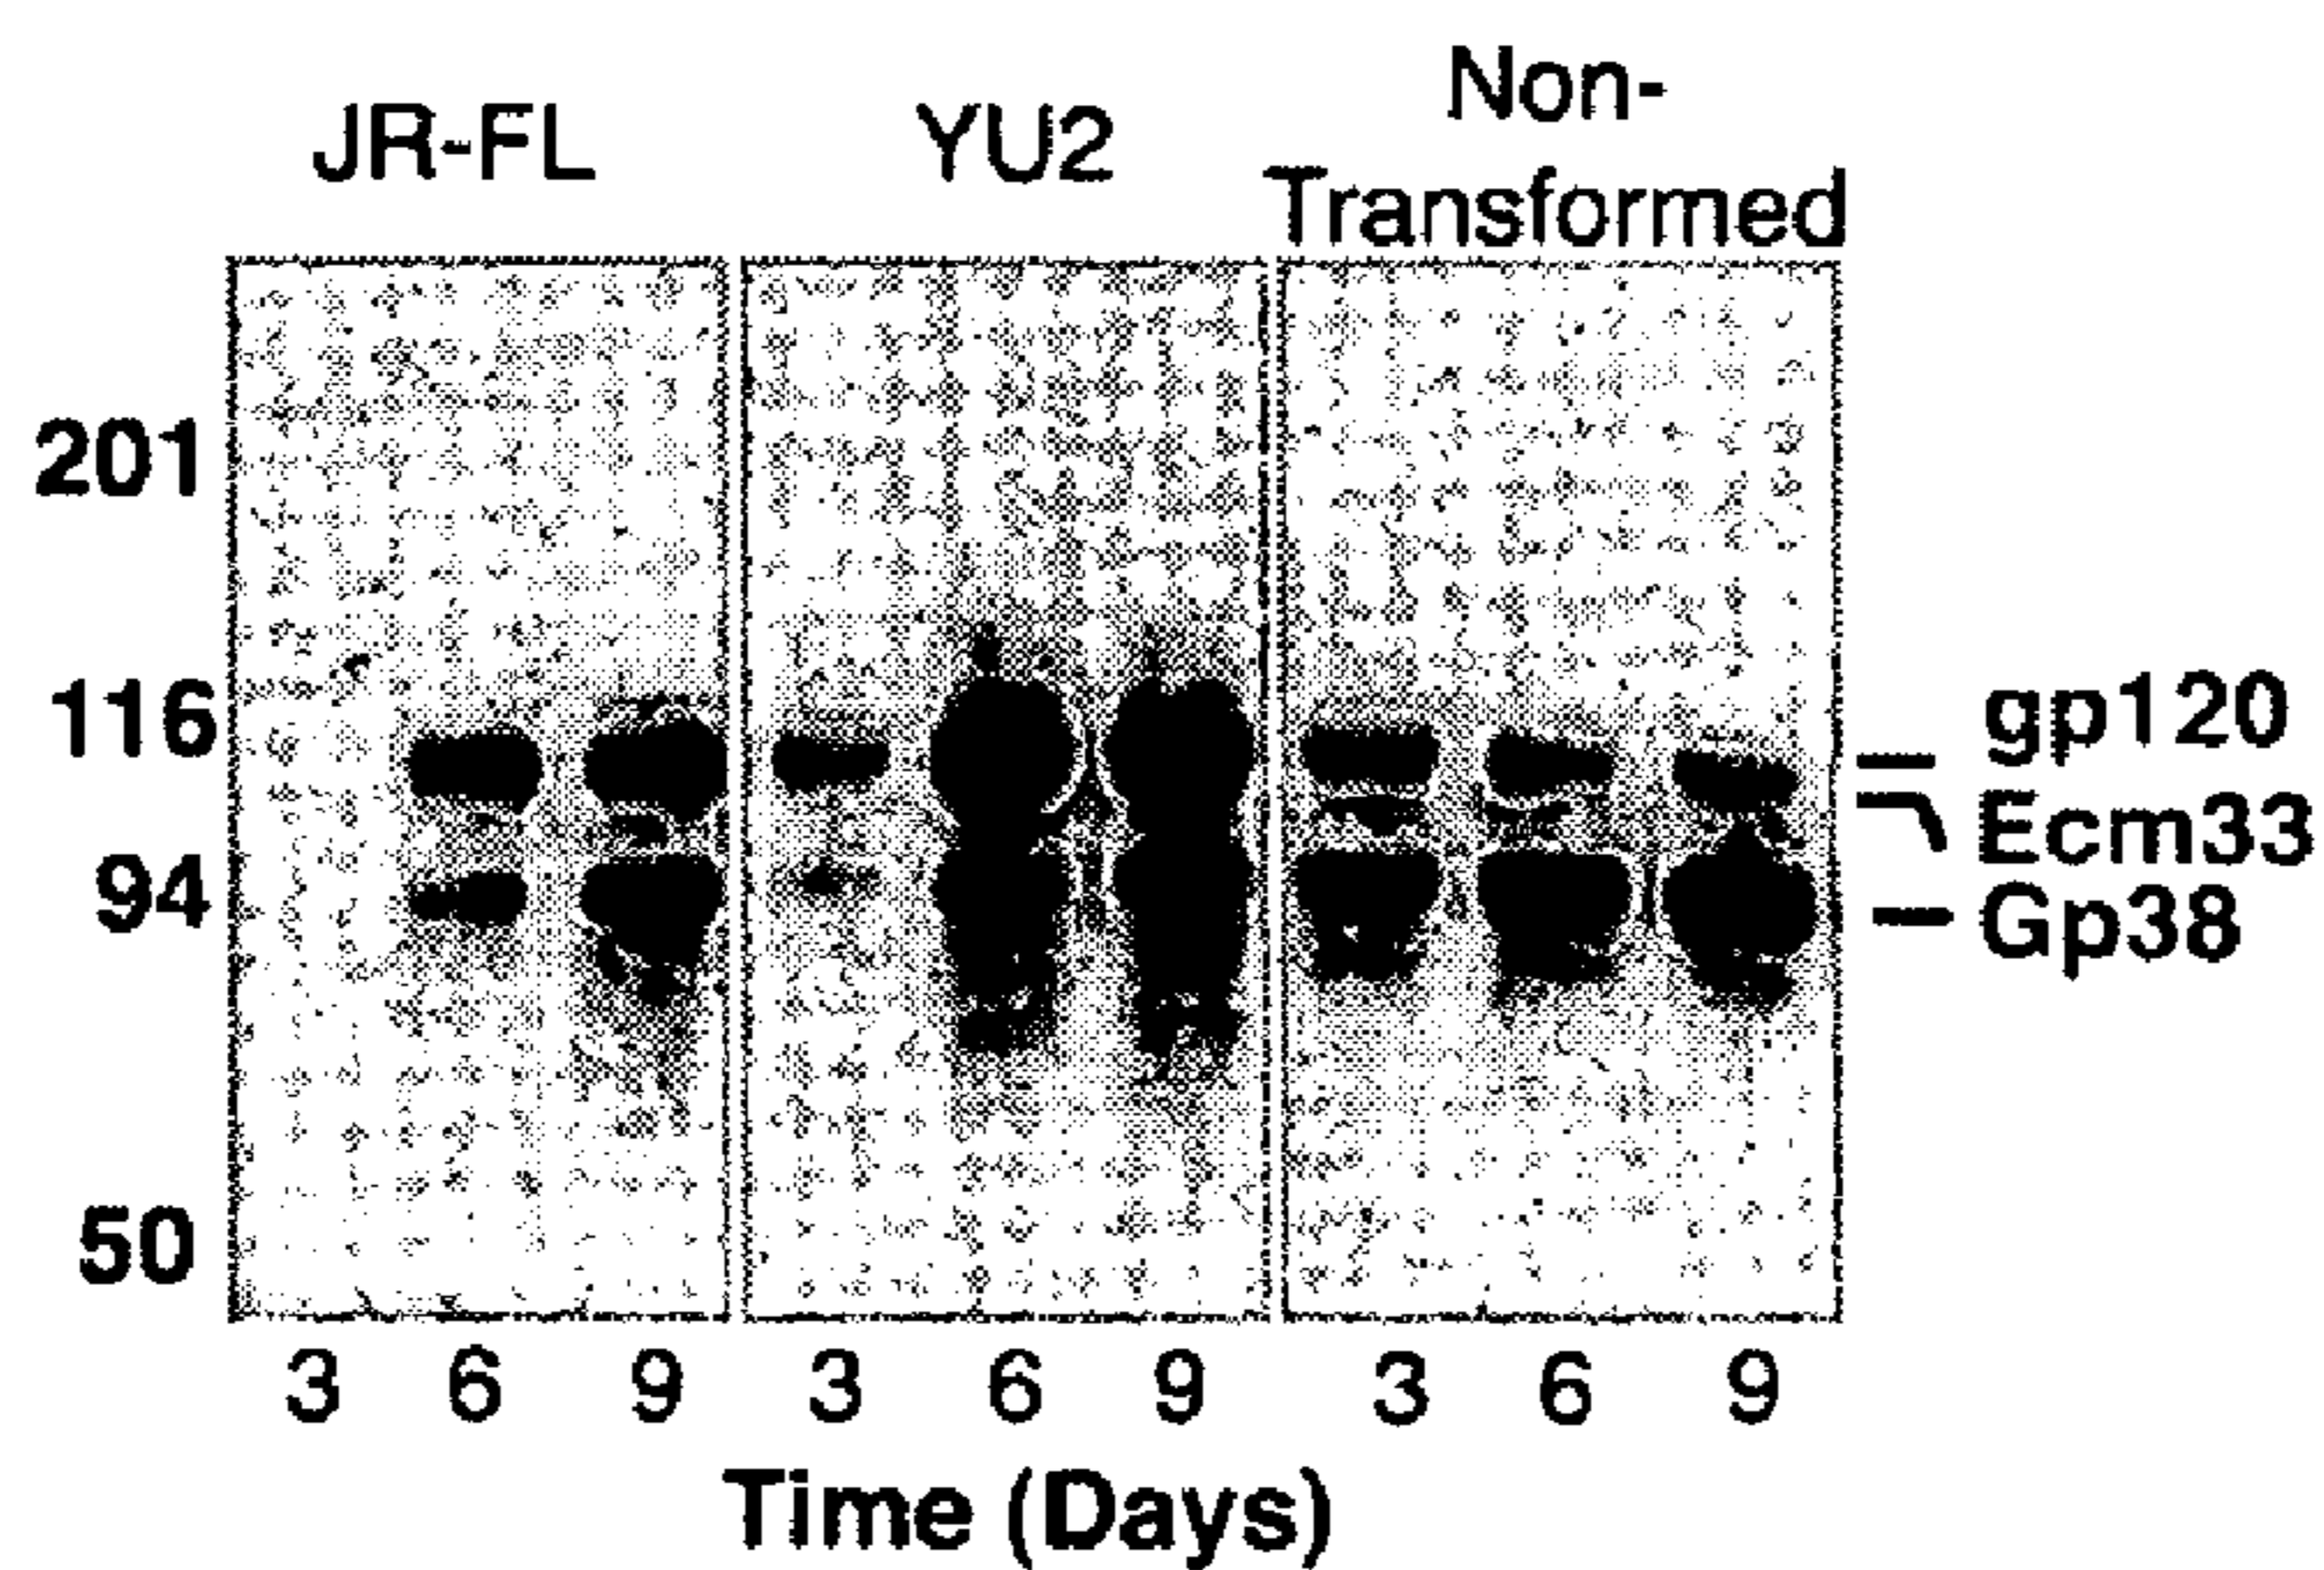 JR-FL
YU2
Non-
Transformed
201
116
94
50
gp120
Ecm33
Gp38
3 6 9 3 6 9 3 6 9
Time (Days)